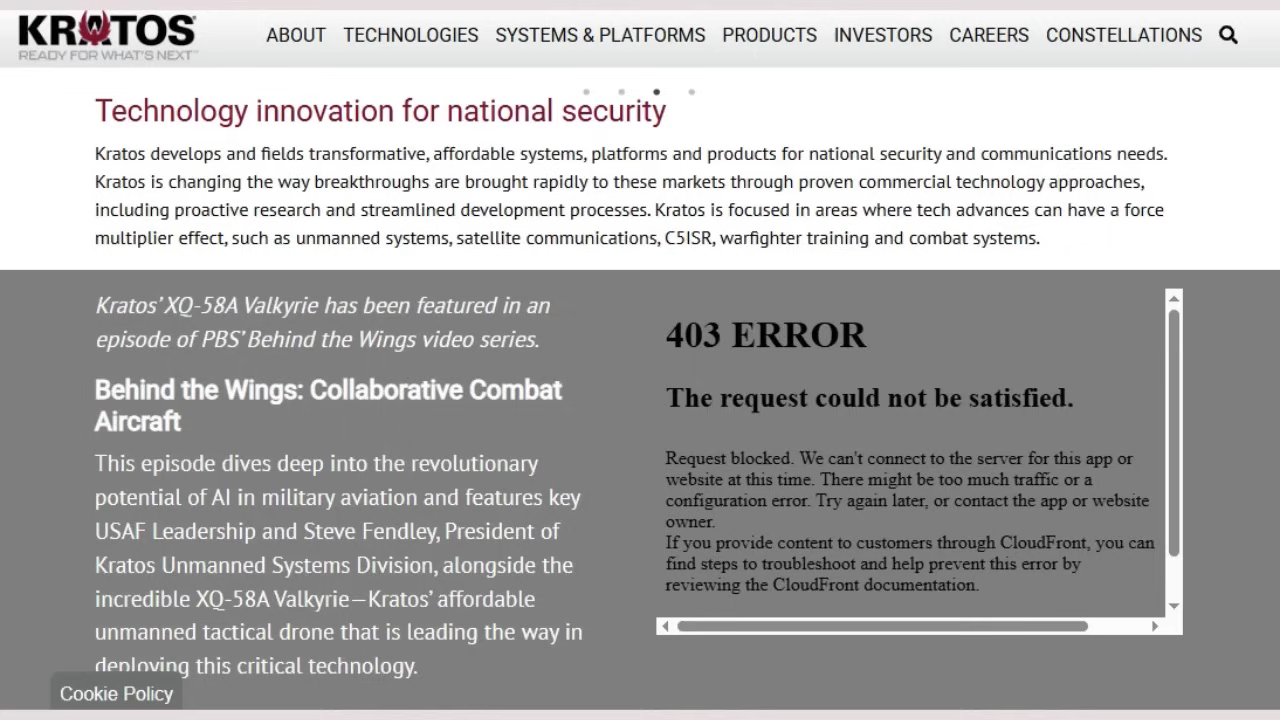 KRATOS
READY FOR WHAT'S NEXT™
ABOUT TECHNOLOGIES SYSTEMS & PLATFORMS PRODUCTS INVESTORS CAREERS CONSTELLATIONS
Technology innovation for national security
Kratos develops and fields transformative, affordable systems, platforms and products for national security and communications needs.
Kratos is changing the way breakthroughs are brought rapidly to these markets through proven commercial technology approaches,
including proactive research and streamlined development processes. Kratos is focused in areas where tech advances can have a force
multiplier effect, such as unmanned systems, satellite communications, C5ISR, warfighter training and combat systems.
Kratos' XQ-58A Valkyrie has been featured in an
episode of PBS' Behind the Wings video series.
Behind the Wings: Collaborative Combat
Aircraft
This episode dives deep into the revolutionary
potential of AI in military aviation and features key
USAF Leadership and Steve Fendley, President of
Kratos Unmanned Systems Division, alongside the
incredible XQ-58A Valkyrie—Kratos' affordable
unmanned tactical drone that is leading the way in
deploying this critical technology.
403 ERROR
The request could not be satisfied.
Request blocked. We can't connect to the server for this app or
website at this time. There might be too much traffic or a
configuration error. Try again later, or contact the app or website
owner.
If you provide content to customers through CloudFront, you can
find steps to troubleshoot and help prevent this error by
reviewing the CloudFront documentation.
Cookie Policy